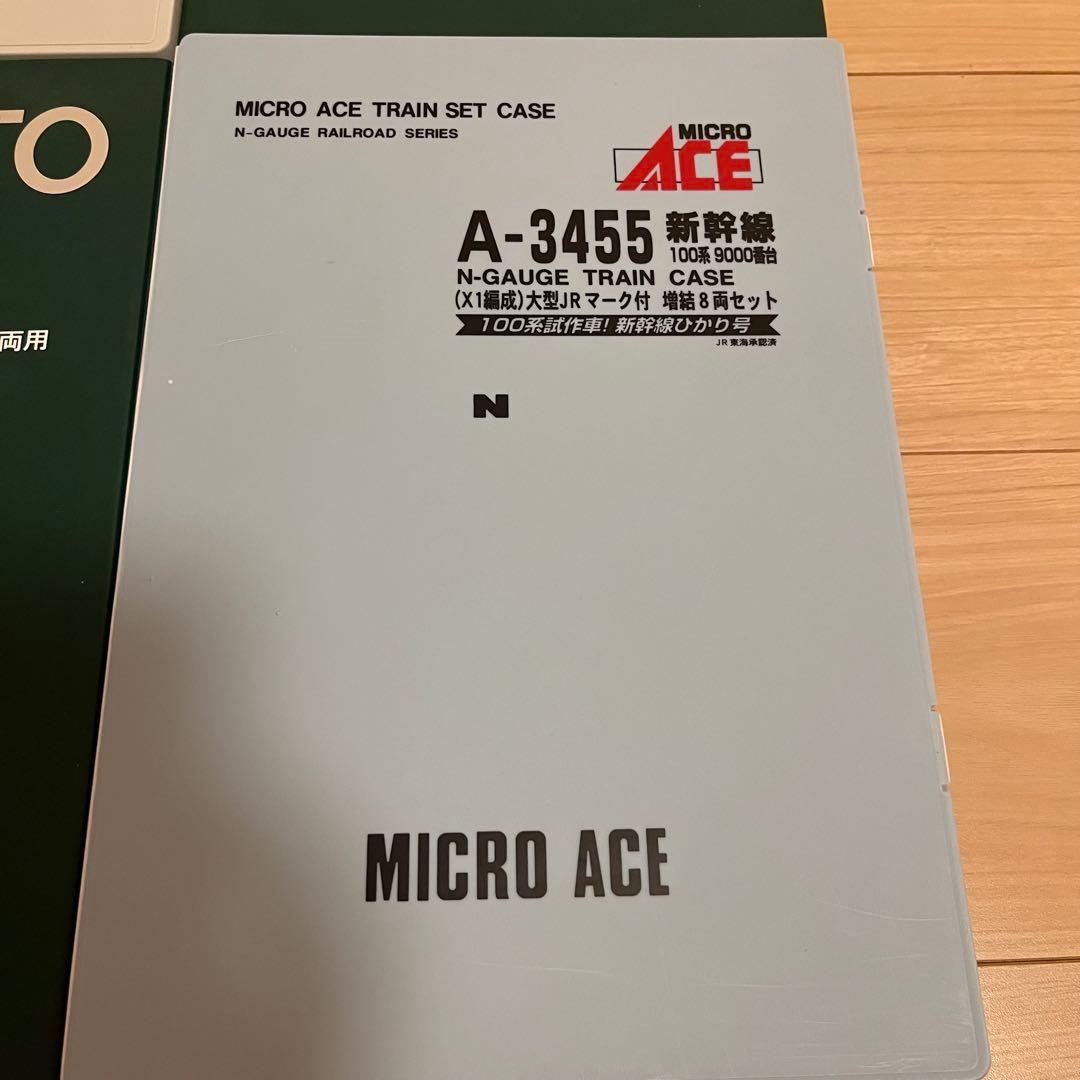 TO
両用
MICRO ACE TRAIN SET CASE
N-GAUGE RAILROAD SERIES
MICRO
ACE
A-3455 新幹線
100系 9000番台
N-GAUGE TRAIN CASE
(X1編成)大型JRマーク付 増結8両セット
100系試作車! 新幹線ひかり号
JR東海承認済
N
MICRO ACE